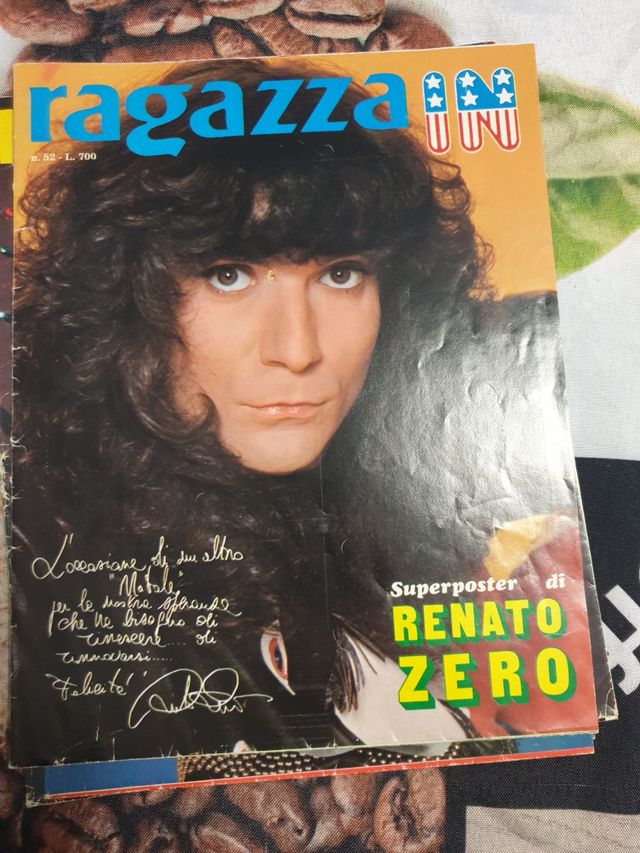 ragazza IN
n. 52 - L. 700
L'occasione di un altro
"Natale"
per la nostra speranza
che ha bisogno di
rinascere.... di
rinnovarsi.....
"Felicità"
Superposter di
RENATO
ZERO